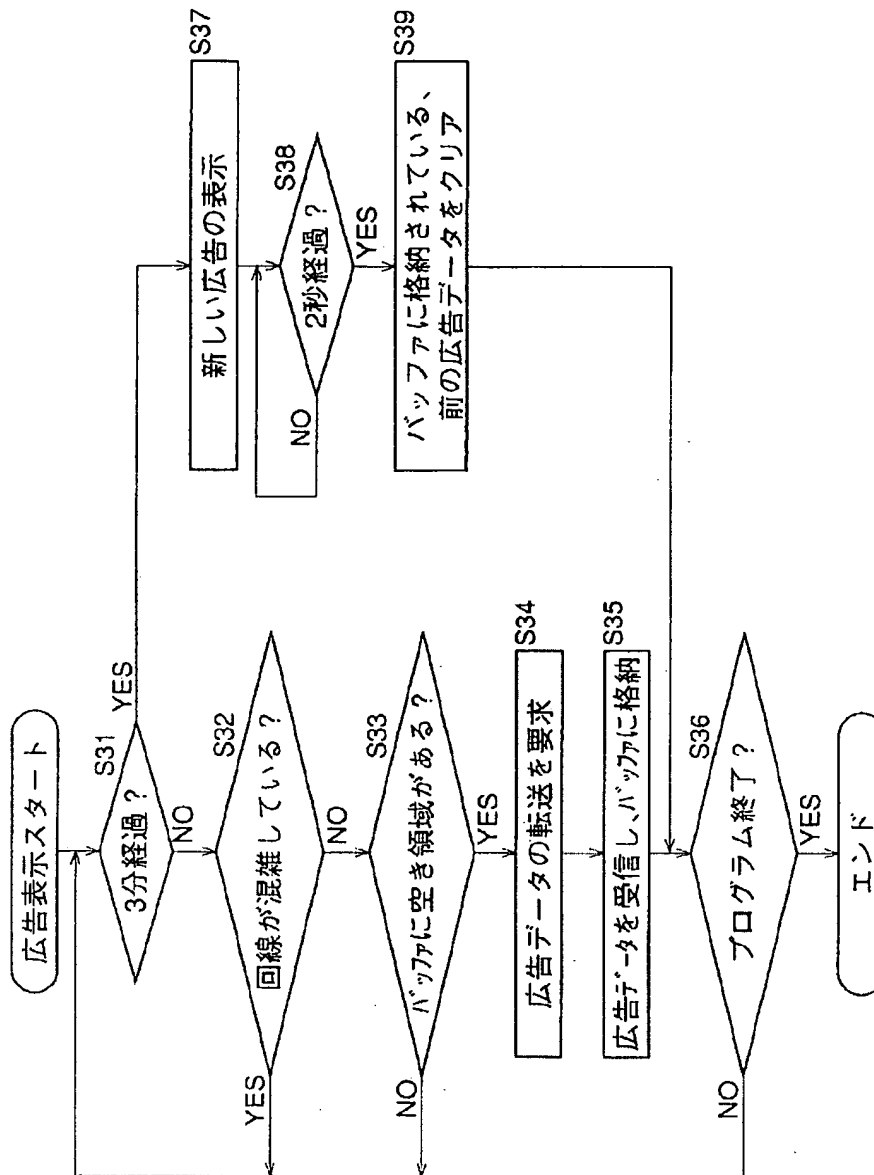 広告表示スタート
S31
3分経過？
YES
NO
S32
回線が混雑している？
YES
NO
S33
バッファに空き領域がある？
NO
YES
S34
広告データの転送を要求
S35
広告データを受信し、バッファに格納
S36
プログラム終了？
NO
YES
エンド
S37
新しい広告の表示
S38
2秒経過？
NO
YES
S39
バッファに格納されている、
前の広告データをクリア